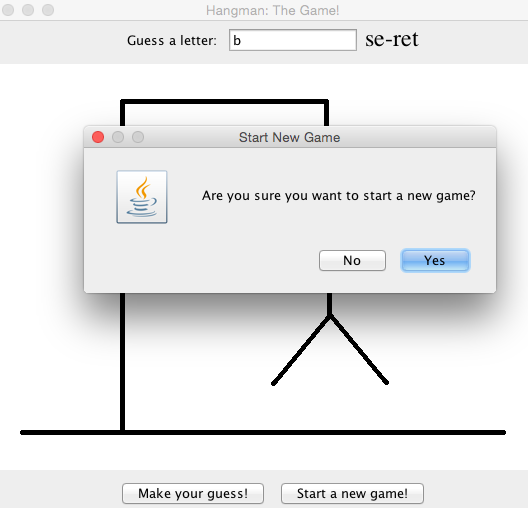 Hangman: The Game!
Guess a letter: b se-ret
Start New Game
Are you sure you want to start a new game?
No Yes
Make your guess! Start a new game!